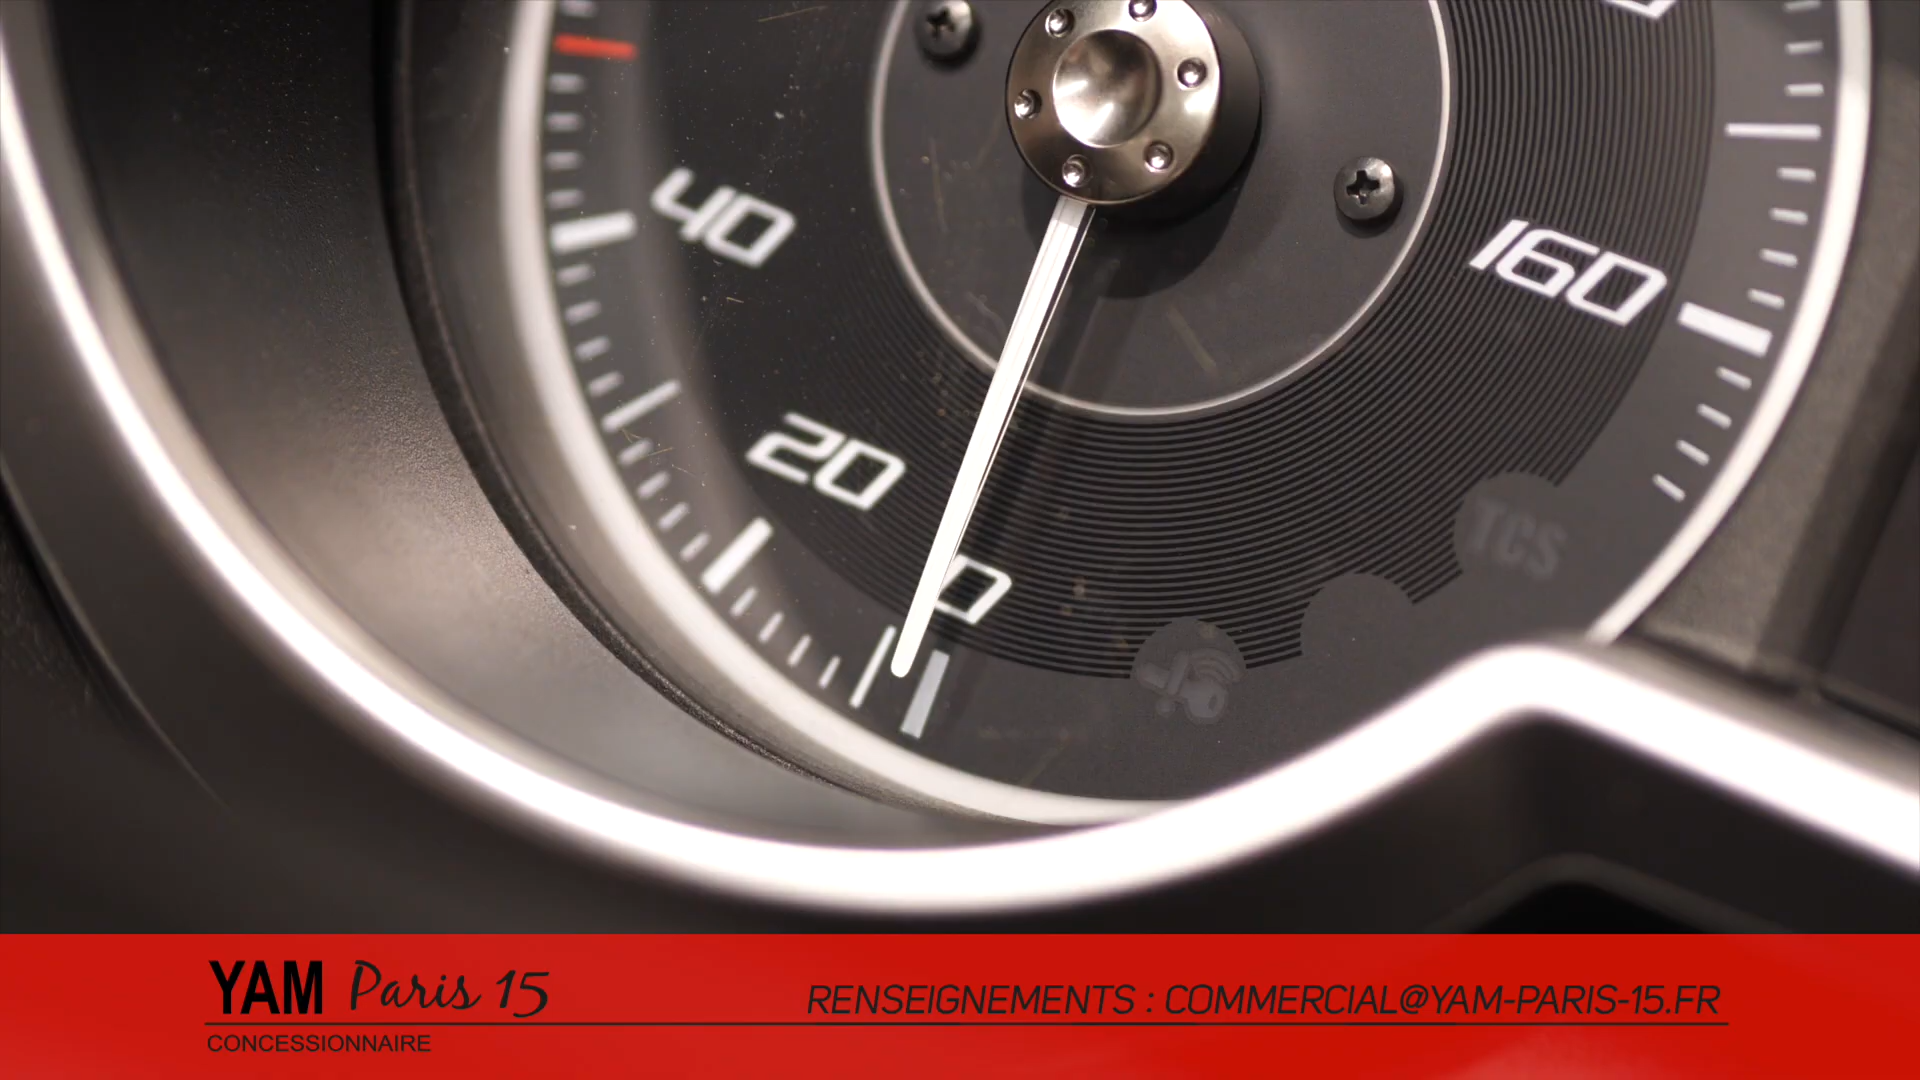 40
160
20
0
TCS
YAM Paris 15
RENSEIGNEMENTS : COMMERCIAL@YAM-PARIS-15.FR
CONCESSIONNAIRE